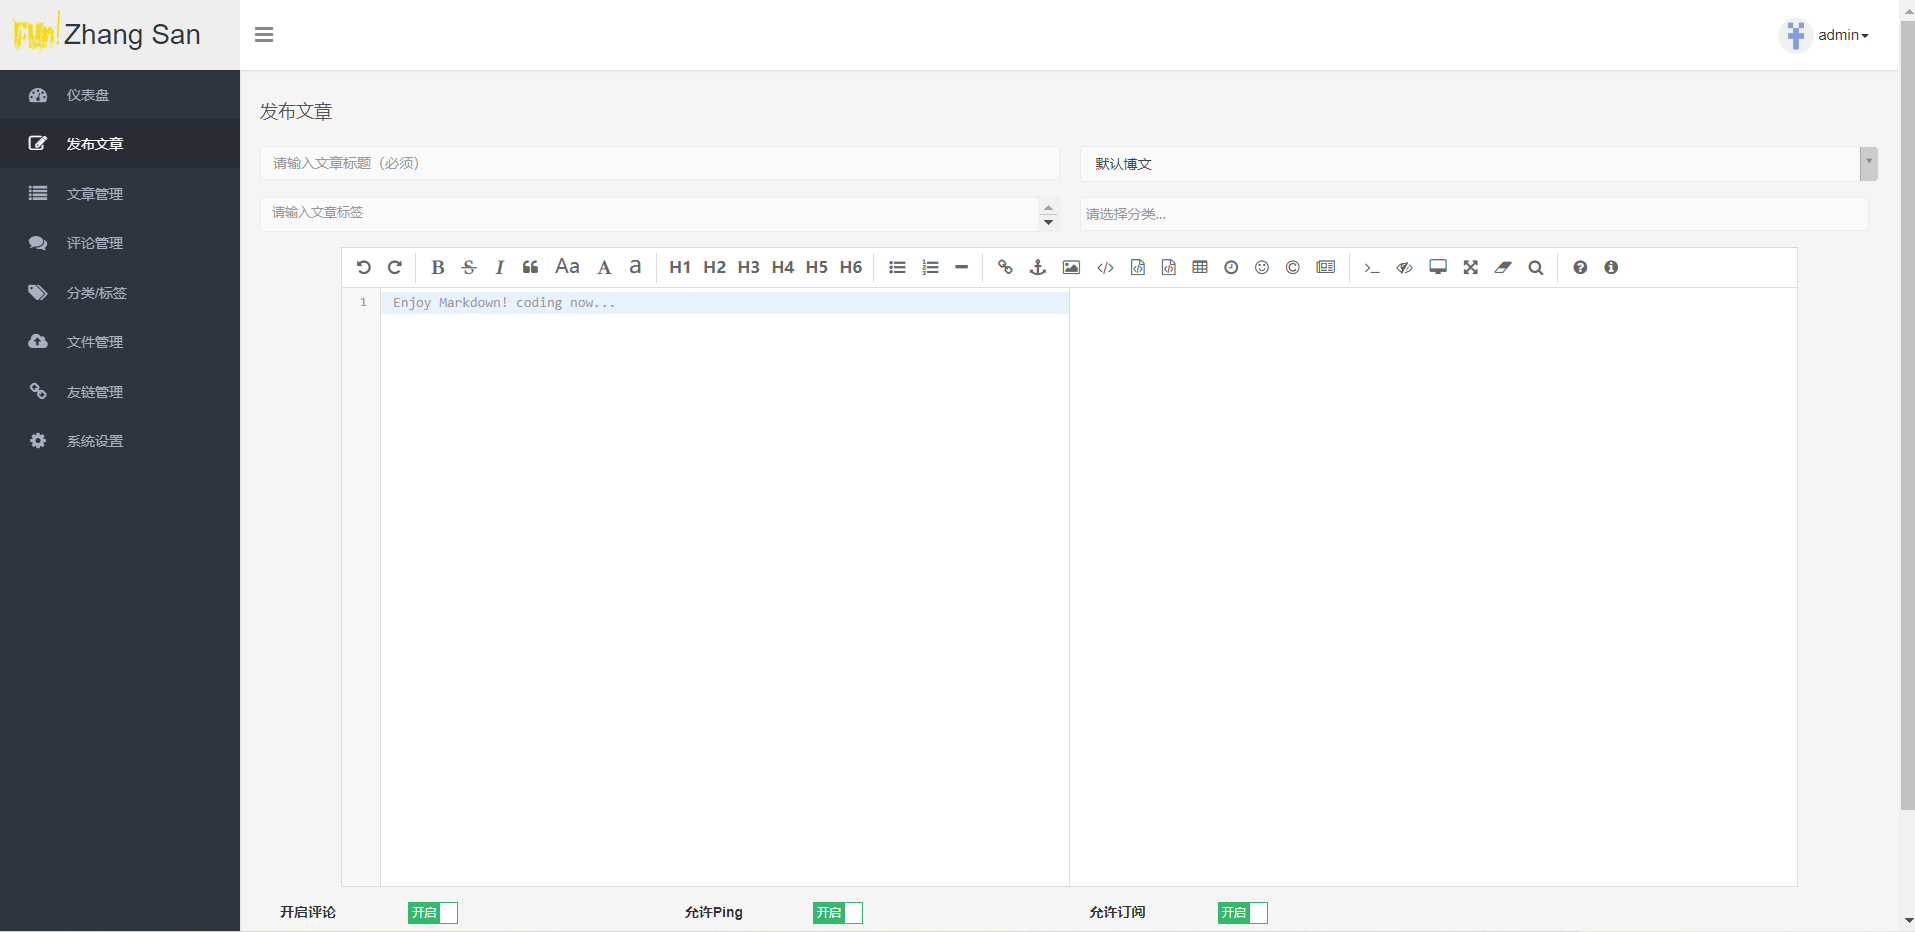 Fun! Zhang San
admin
仪表盘
发布文章
文章管理
评论管理
分类/标签
文件管理
友链管理
系统设置
发布文章
请输入文章标题（必须）
默认博文
请输入文章标签
请选择分类...
B S I Aa A a H1 H2 H3 H4 H5 H6
1 Enjoy Markdown! coding now...
开启评论 开启 允许Ping 开启 允许订阅 开启